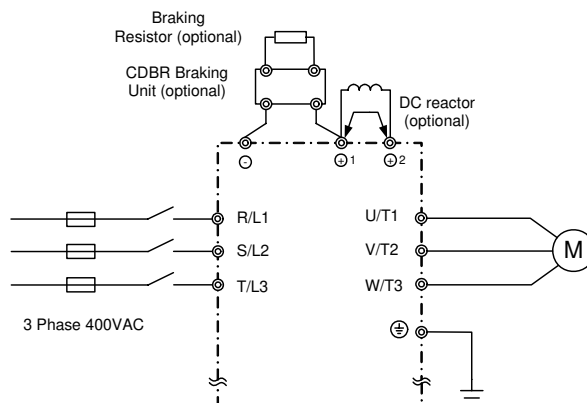 Braking
Resistor (optional)
CDBR Braking
Unit (optional)
DC reactor
(optional)
- +1 +2
R/L1 U/T1
S/L2 V/T2 M
T/L3 W/T3
3 Phase 400VAC